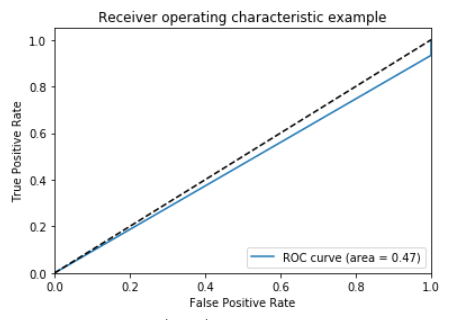 Receiver operating characteristic example
1.0
0.8
0.6
0.4
0.2
0.0
True Positive Rate
ROC curve (area = 0.47)
0.0 0.2 0.4 0.6 0.8 1.0
False Positive Rate